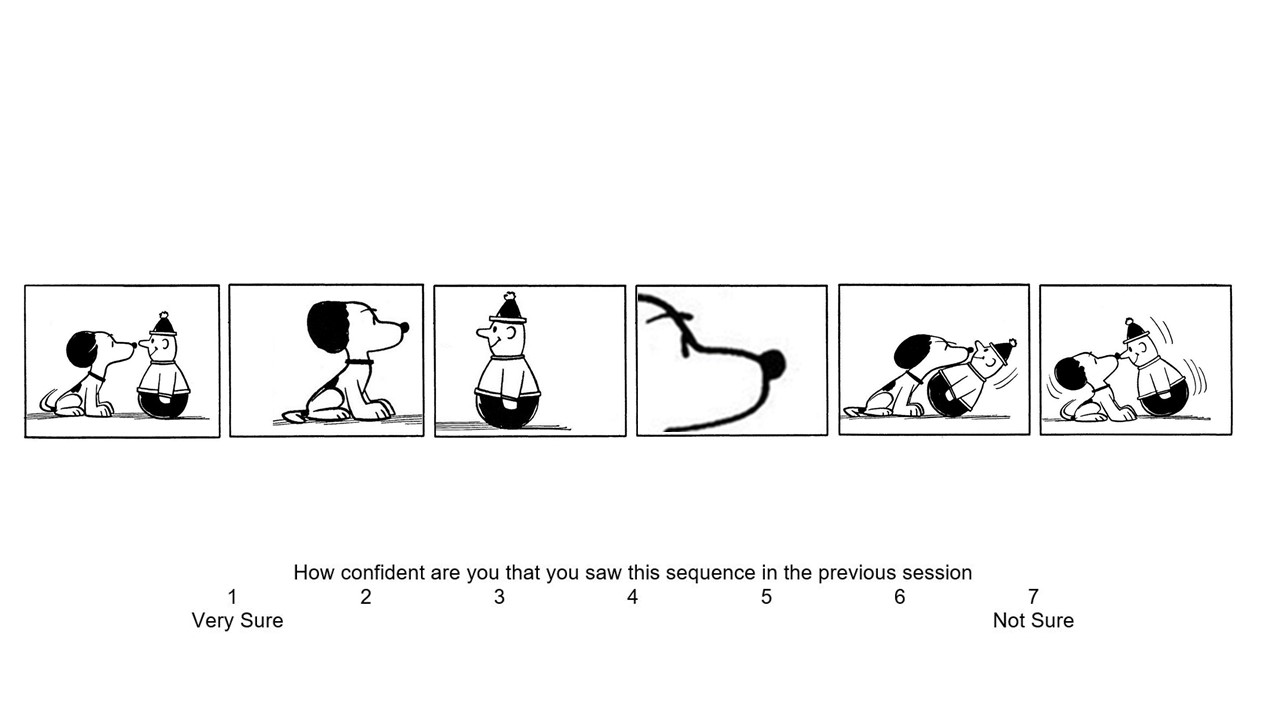 How confident are you that you saw this sequence in the previous session
1 2 3 4 5 6 7
Very Sure Not Sure